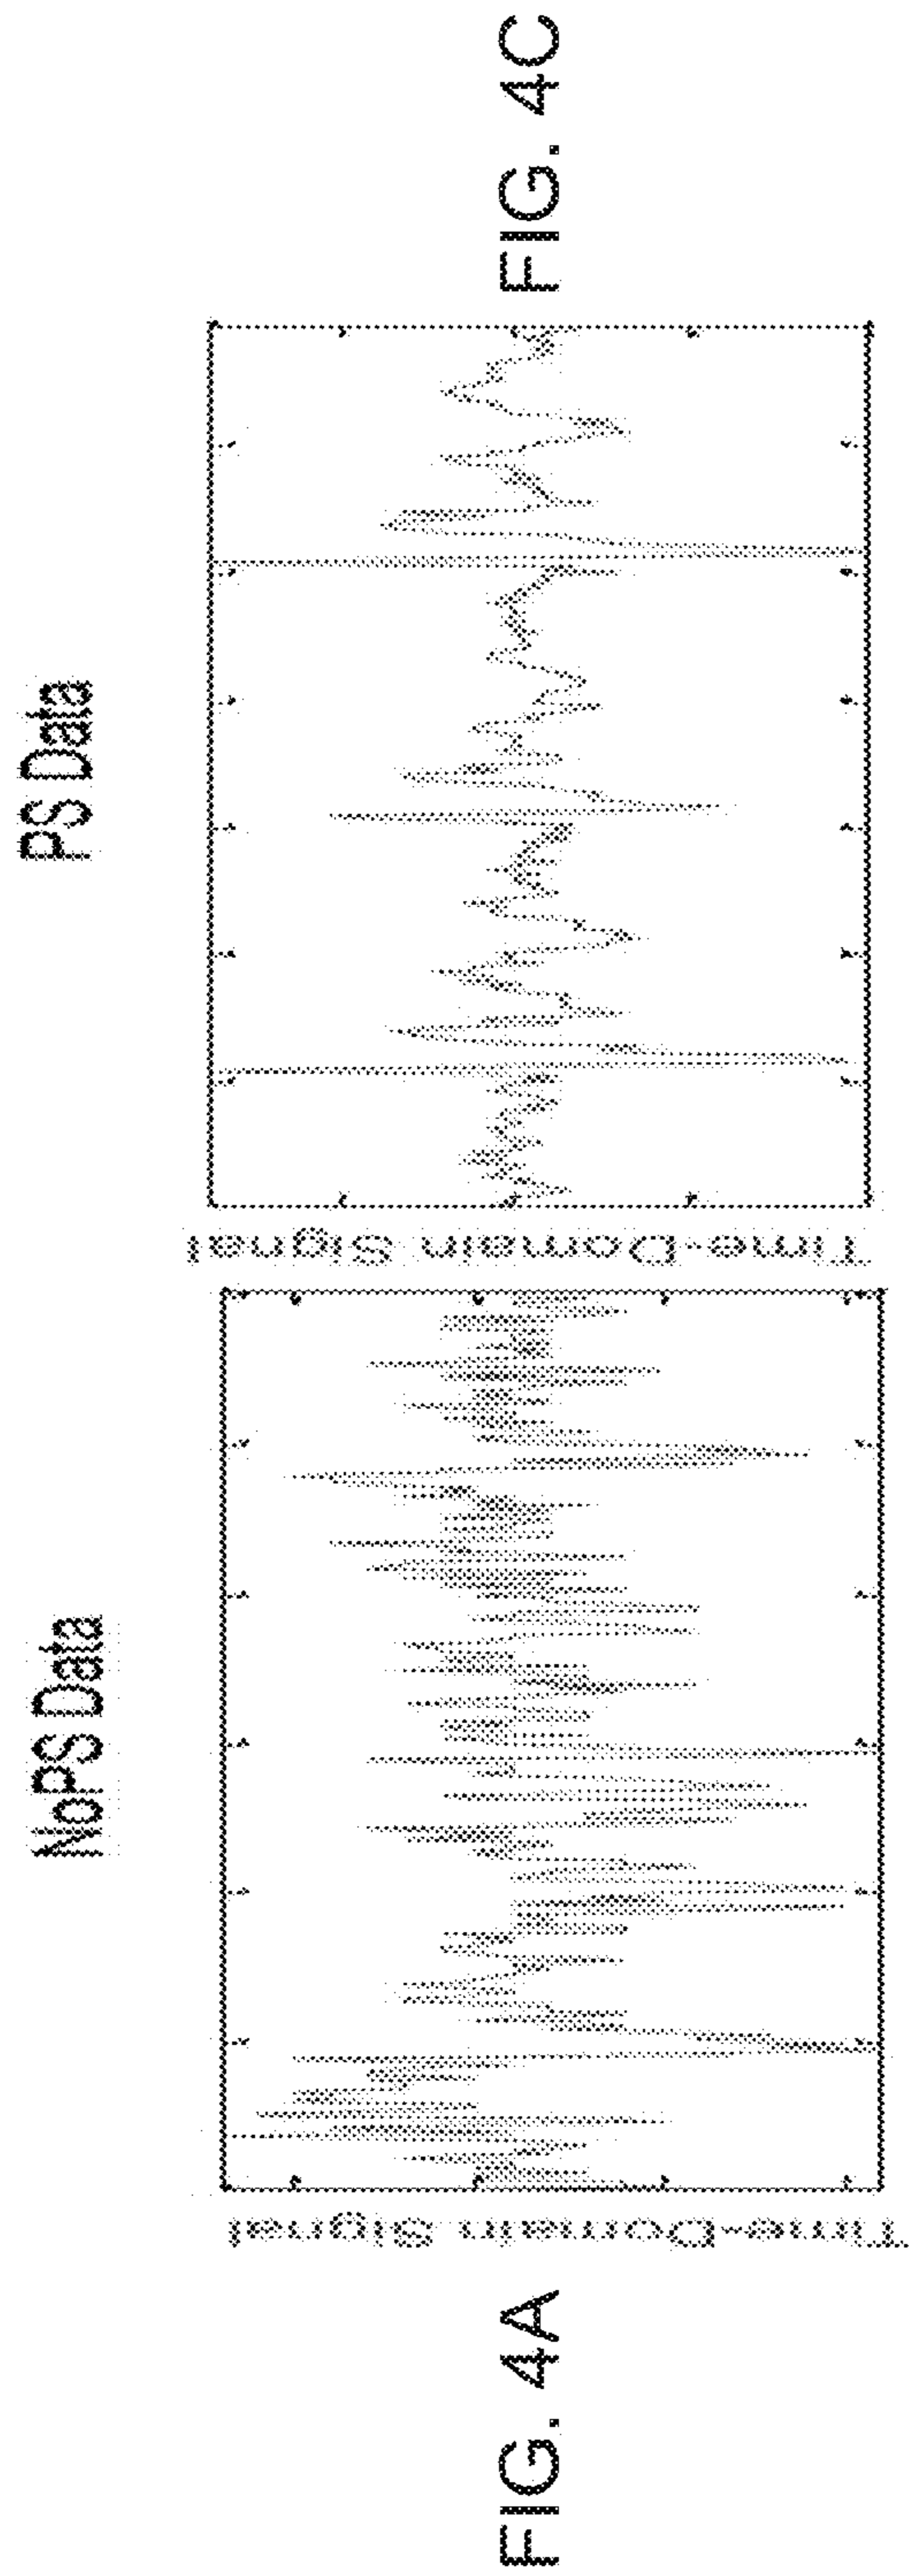 NoPS Data
PS Data
Time-Domain Signal
Time-Domain Signal
FIG. 4A
FIG. 4C